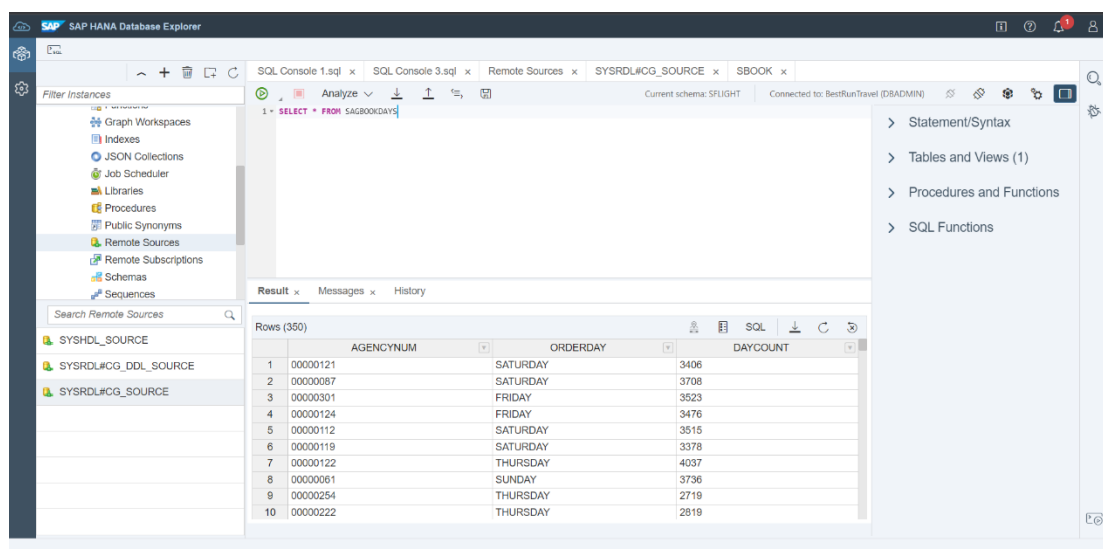 SAP SAP HANA Database Explorer
1
SQL Console 1.sql × SQL Console 3.sql × Remote Sources × SYSRDL#CG_SOURCE × SBOOK ×
Filter Instances
Analyze
Current schema: SFLIGHT Connected to: BestRunTravel (DBADMIN)
1 SELECT * FROM SAGBOOKDAYS
Functions
Graph Workspaces
Indexes
JSON Collections
Job Scheduler
Libraries
Procedures
Public Synonyms
Remote Sources
Remote Subscriptions
Schemas
Sequences
Statement/Syntax
Tables and Views (1)
Procedures and Functions
SQL Functions
Search Remote Sources
SYSHDL_SOURCE
SYSRDL#CG_DDL_SOURCE
SYSRDL#CG_SOURCE
Result × Messages × History
Rows (350) SQL
AGENCYNUM ORDERDAY DAYCOUNT
1 00000121 SATURDAY 3406
2 00000087 SATURDAY 3708
3 00000301 FRIDAY 3523
4 00000124 FRIDAY 3476
5 00000112 SATURDAY 3515
6 00000119 SATURDAY 3378
7 00000122 THURSDAY 4037
8 00000061 SUNDAY 3736
9 00000254 THURSDAY 2719
10 00000222 THURSDAY 2819